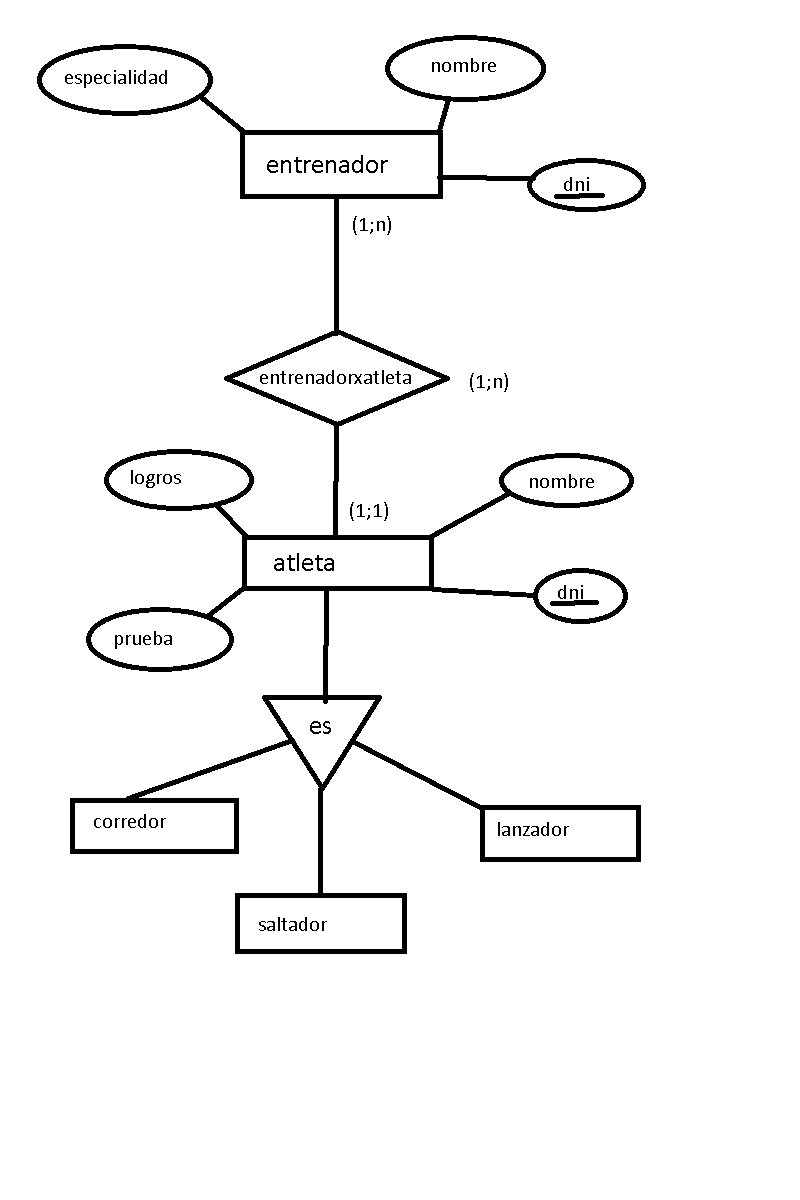 especialidad
nombre
entrenador
dni
(1;n)
entrenadorxatleta
(1;n)
logros
nombre
(1;1)
atleta
dni
prueba
es
corredor
lanzador
saltador